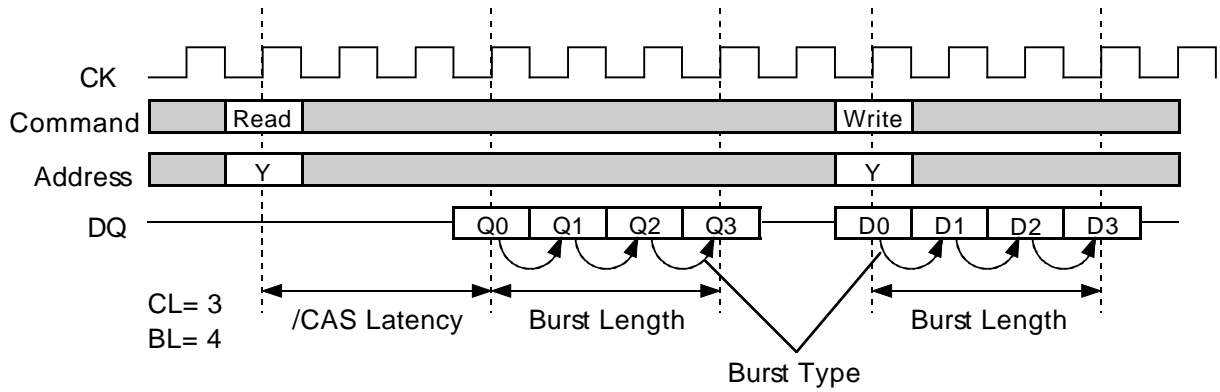 CK
Command Read Write
Address Y Y
DQ Q0 Q1 Q2 Q3 D0 D1 D2 D3
CL= 3 /CAS Latency Burst Length Burst Length
BL= 4
Burst Type